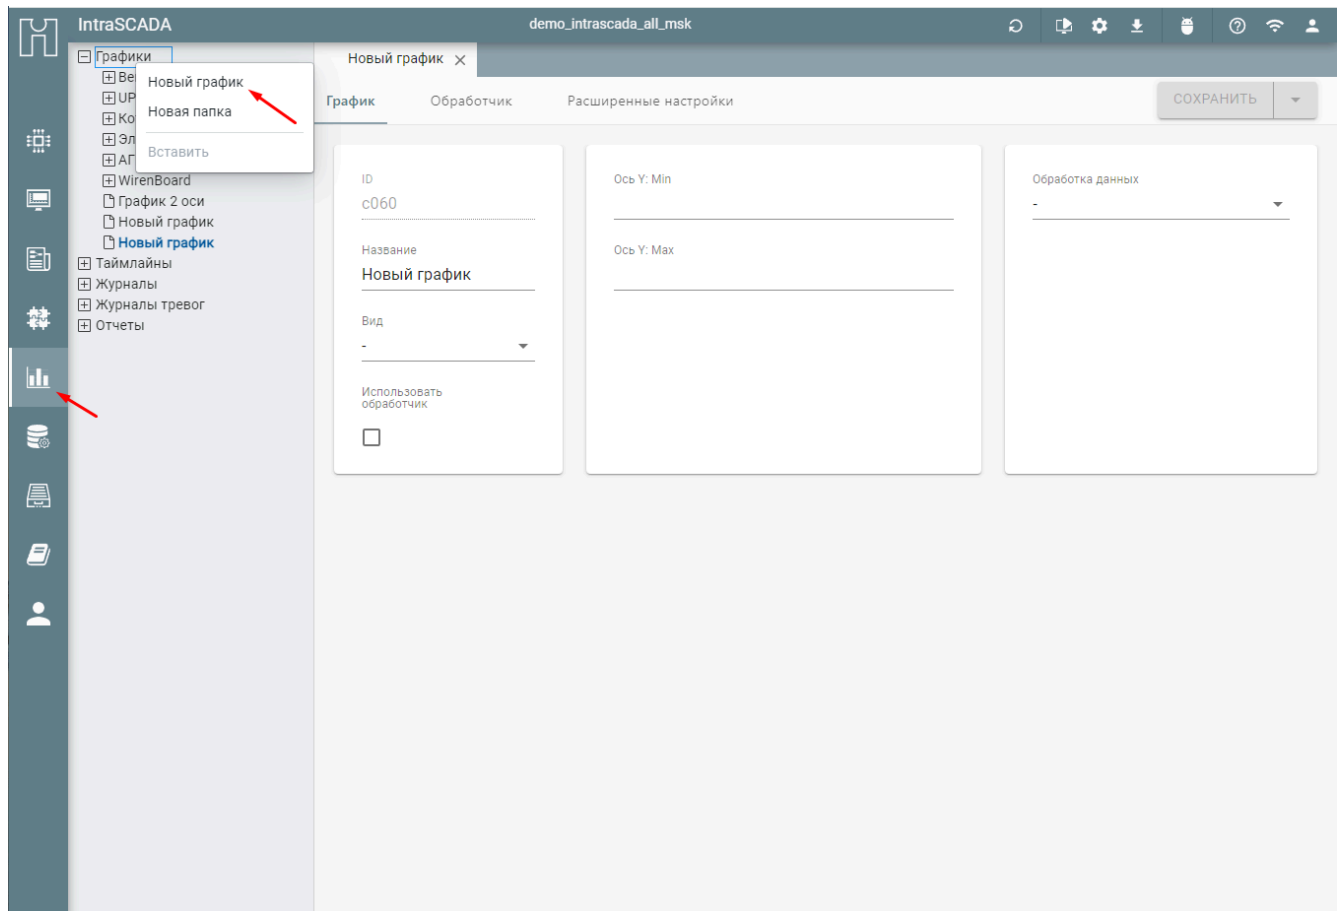 IntraSCADA
demo_intrascada_all_msk
Графики
Новый график
Новая папка
Вставить
UP
Эл
WirenBoard
График 2 оси
Новый график
Новый график
Таймлайны
Журналы
Журналы тревог
Отчеты
Новый график
График
Обработчик
Расширенные настройки
СОХРАНИТЬ
ID
c060
Название
Новый график
Вид
-
Использовать
обработчик
Ось Y: Min
Ось Y: Max
Обработка данных
-